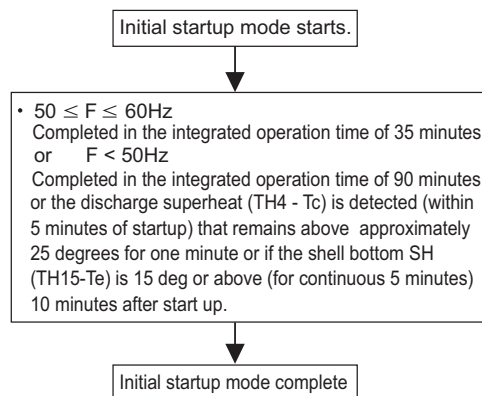 Initial startup mode starts.
· 50 ≤ F ≤ 60Hz
Completed in the integrated operation time of 35 minutes
or F < 50Hz
Completed in the integrated operation time of 90 minutes
or the discharge superheat (TH4 - Tc) is detected (within
5 minutes of startup) that remains above approximately
25 degrees for one minute or if the shell bottom SH
(TH15-Te) is 15 deg or above (for continuous 5 minutes)
10 minutes after start up.
Initial startup mode complete